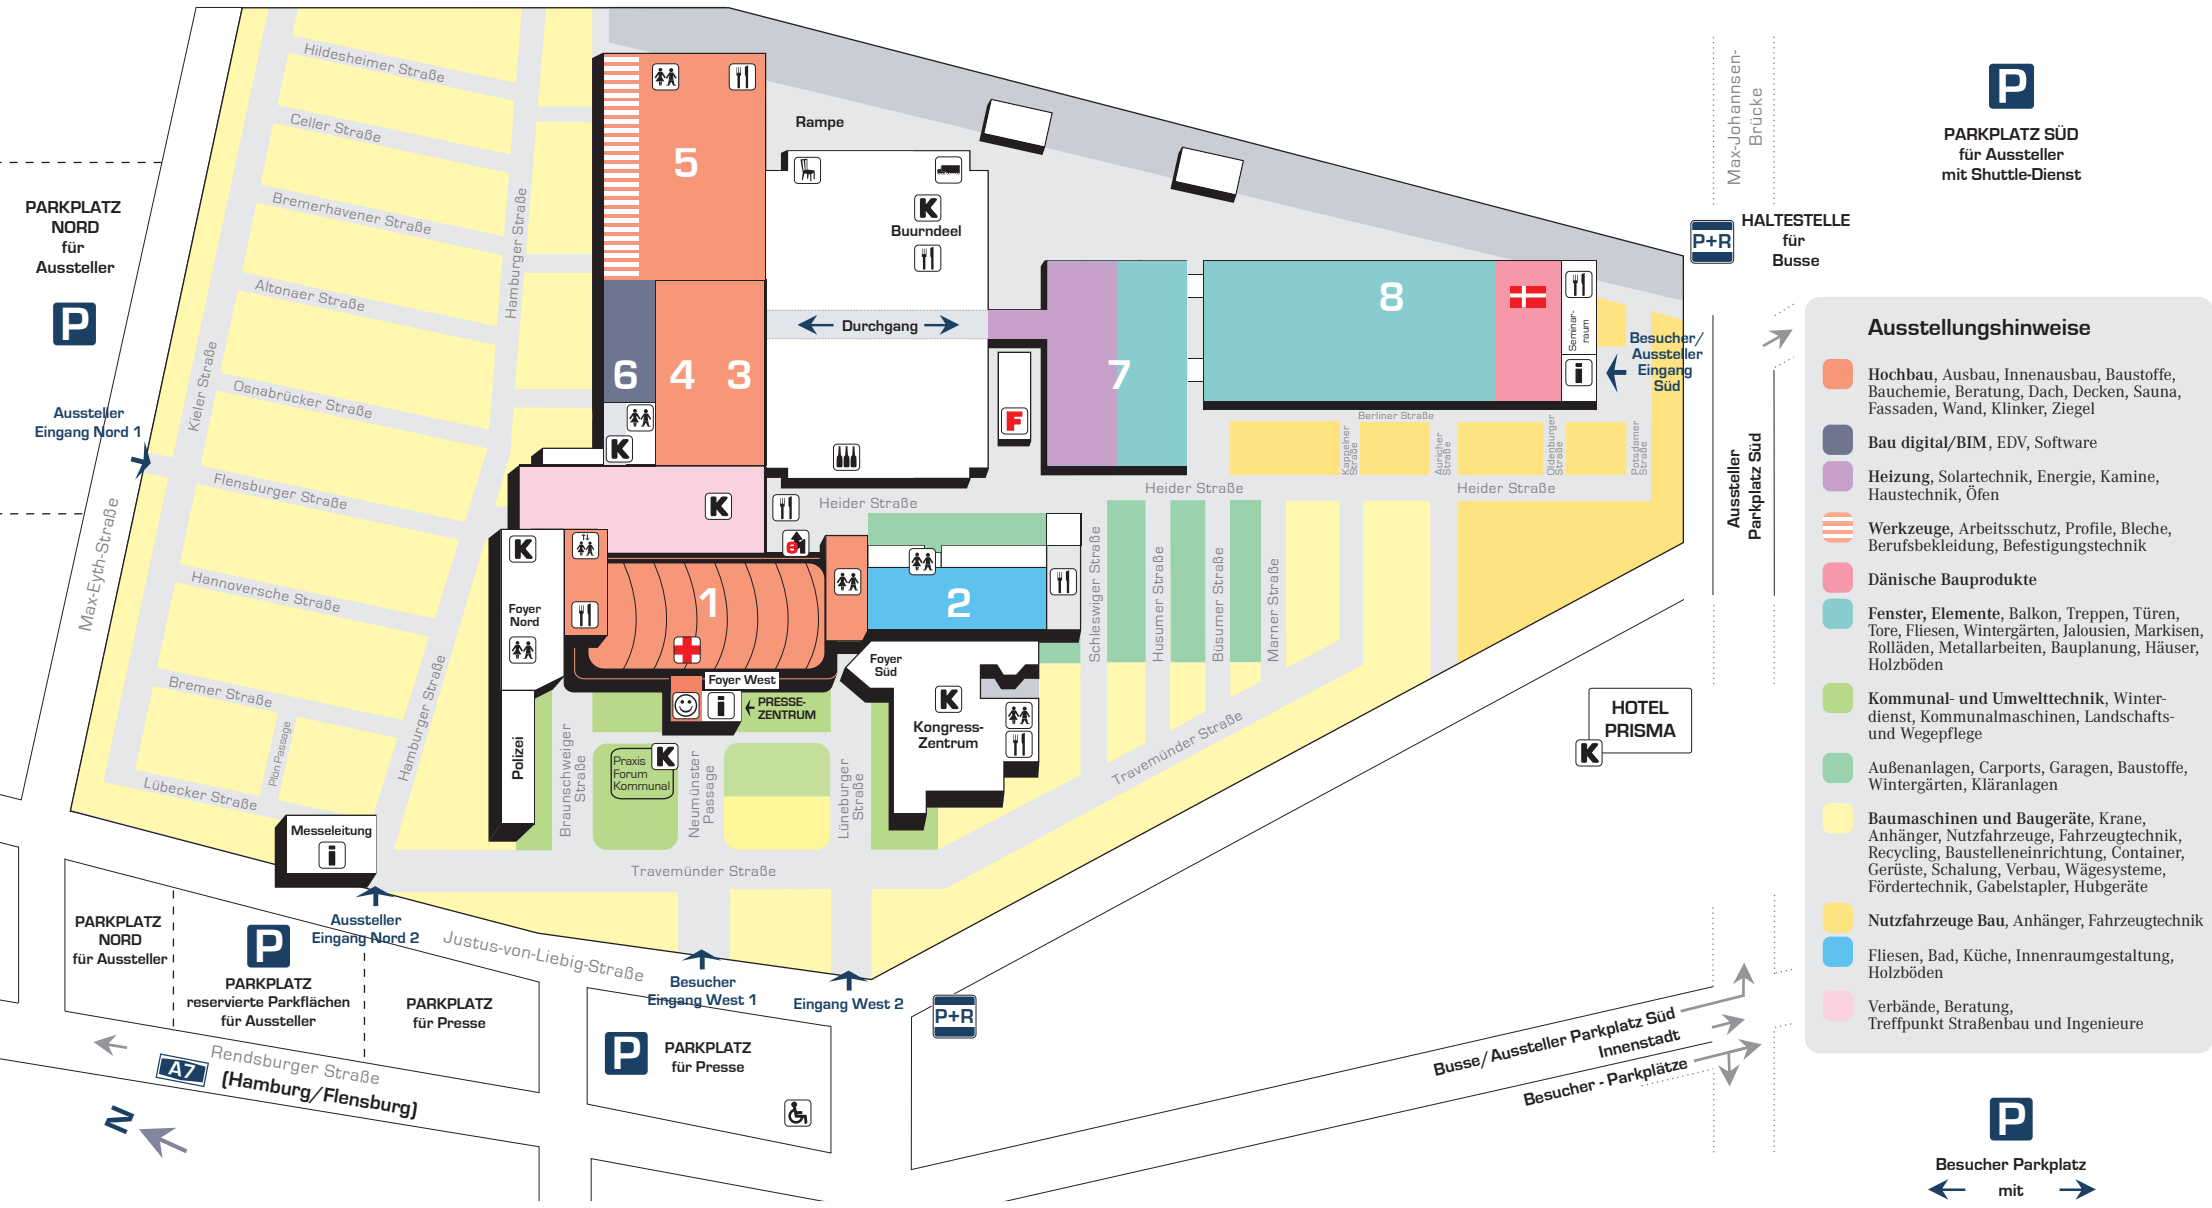 Hildesheimer Straße
Celler Straße
Bremerhavener Straße
Altonaer Straße
Osnabrücker Straße
Flensburger Straße
Hannoversche Straße
Bremer Straße
Plön Passage
Lübecker Straße
Kieler Straße
Hamburger Straße
Hamburger Straße
Max-Eyth-Straße
PARKPLATZ
NORD
für
Aussteller
P
Aussteller
Eingang Nord 1
5
6
4
3
K
Rampe
K
Buurndeel
Durchgang
F
7
8
Seminar-
raum
i
Besucher/
Aussteller
Eingang
Süd
Max-Johannsen-
Brücke
P
PARKPLATZ SÜD
für Aussteller
mit Shuttle-Dienst
P+R
HALTESTELLE
für
Busse
Aussteller
Parkplatz Süd
Berliner Straße
Kappelner
Straße
Auricher
Straße
Oldenburger
Straße
Potsdamer
Straße
Heider Straße
Heider Straße
Heider Straße
K
K
Foyer
Nord
1
e
2
Foyer West
i
PRESSE-
ZENTRUM
Foyer
Süd
K
Kongress-
Zentrum
Schleswiger Straße
Husumer Straße
Büsumer Straße
Marner Straße
Travemünder Straße
Polizei
Braunschweiger
Straße
Praxis
Forum
Kommunal
K
Neumünster
Passage
Lüneburger
Straße
Travemünder Straße
Messeleitung
i
Aussteller
Eingang Nord 2
Justus-von-Liebig-Straße
Besucher
Eingang West 1
Eingang West 2
P+R
HOTEL
PRISMA
K
PARKPLATZ
NORD
für Aussteller
P
PARKPLATZ
reservierte Parkflächen
für Aussteller
PARKPLATZ
für Presse
P
PARKPLATZ
für Presse
Rendsburger Straße
A7
(Hamburg/Flensburg)
N
Busse/Aussteller Parkplatz Süd
Innenstadt
Besucher - Parkplätze
Ausstellungshinweise
Hochbau, Ausbau, Innenausbau, Baustoffe,
Bauchemie, Beratung, Dach, Decken, Sauna,
Fassaden, Wand, Klinker, Ziegel
Bau digital/BIM, EDV, Software
Heizung, Solartechnik, Energie, Kamine,
Haustechnik, Öfen
Werkzeuge, Arbeitsschutz, Profile, Bleche,
Berufsbekleidung, Befestigungstechnik
Dänische Bauprodukte
Fenster, Elemente, Balkon, Treppen, Türen,
Tore, Fliesen, Wintergärten, Jalousien, Markisen,
Rolläden, Metallarbeiten, Bauplanung, Häuser,
Holzböden
Kommunal- und Umwelttechnik, Winter-
dienst, Kommunalmaschinen, Landschafts-
und Wegepflege
Außenanlagen, Carports, Garagen, Baustoffe,
Wintergärten, Kläranlagen
Baumaschinen und Baugeräte, Krane,
Anhänger, Nutzfahrzeuge, Fahrzeugtechnik,
Recycling, Baustelleneinrichtung, Container,
Gerüste, Schalung, Verbau, Wägesysteme,
Fördertechnik, Gabelstapler, Hubgeräte
Nutzfahrzeuge Bau, Anhänger, Fahrzeugtechnik
Fliesen, Bad, Küche, Innenraumgestaltung,
Holzböden
Verbände, Beratung,
Treffpunkt Straßenbau und Ingenieure
P
Besucher Parkplatz
mit